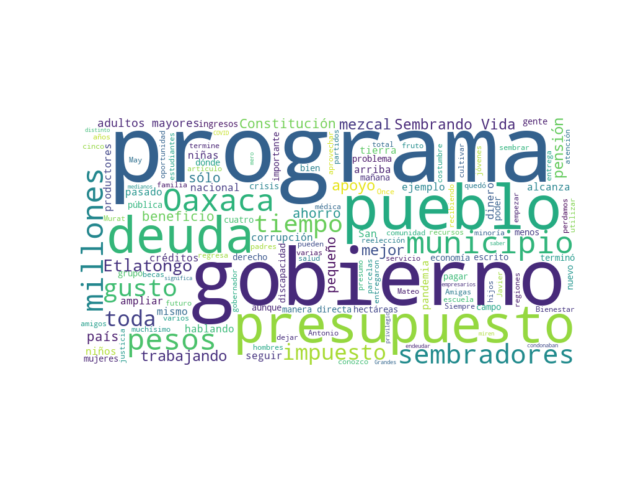 adultos mayores
ingresos
Constitución
mezcal
Sembrando Vida
gente
programa
pueblo
gobierno
presupuesto
deuda
Oaxaca
tiempo
municipio
millones
pesos
gusto
toda
impuesto
sembradores
Etlatongo
mejor
apoyo
ahorro
beneficio
pensión
dinero
pequeño
país
trabajando
niños
mujeres
ampliar
mismo
hablando
seguir
aunque
manera directa
hectáreas
créditos
derecho
corrupción
nacional
pasado
productores
niñas
dónde
sólo
estudiantes
oportunidad
artículo
familia
crisis
importante
bien
problema
arriba
tierra
mañana
ejemplo
partidos
costumbre
fruto
cultivar
jóvenes
sembrar
entrega
atención
alcanza
poder
empezar
perdamos
utilizar
menos
minoría
quedó
recursos
comunidad
reelección
San
cuatro
pueden
varias
salud
discapacidad
grupo
becas
regresa
padres
significa
futuro
varios
gobernador
amigos
muchísimo
justicia
hombres
dejar
Antonio
conozco
presumo
parcelas
entregaron
servicio
economía
escrito
terminó
nuevo
pagar
escuela
hijos
regiones
Javier
empresarios
Siempre
campo
Bienestar
Mateo
Amigas
pandemia
recibiendo
privilegio
Grandes
endeudar
condonaban
médica
pública
Murat
medianos
cinco
años
distinto
May
termine
total
Once
saber